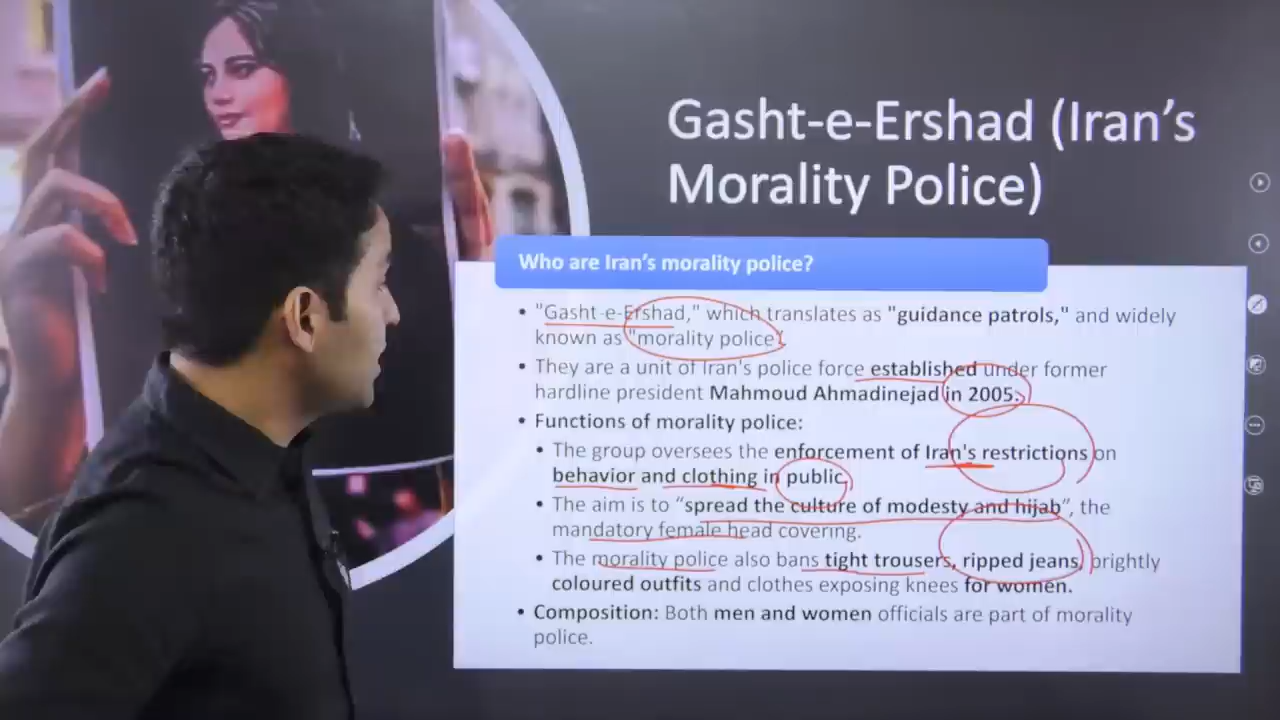 Gasht-e-Ershad (Iran’s
Morality Police)
Who are Iran’s morality police?
• "Gasht-e-Ershad," which translates as "guidance patrols," and widely
known as "morality police".
• They are a unit of Iran's police force established under former
hardline president Mahmoud Ahmadinejad in 2005.
• Functions of morality police:
• The group oversees the enforcement of Iran's restrictions on
behavior and clothing in public.
• The aim is to “spread the culture of modesty and hijab”, the
mandatory female head covering.
• The morality police also bans tight trousers, ripped jeans, brightly
coloured outfits and clothes exposing knees for women.
• Composition: Both men and women officials are part of morality
police.